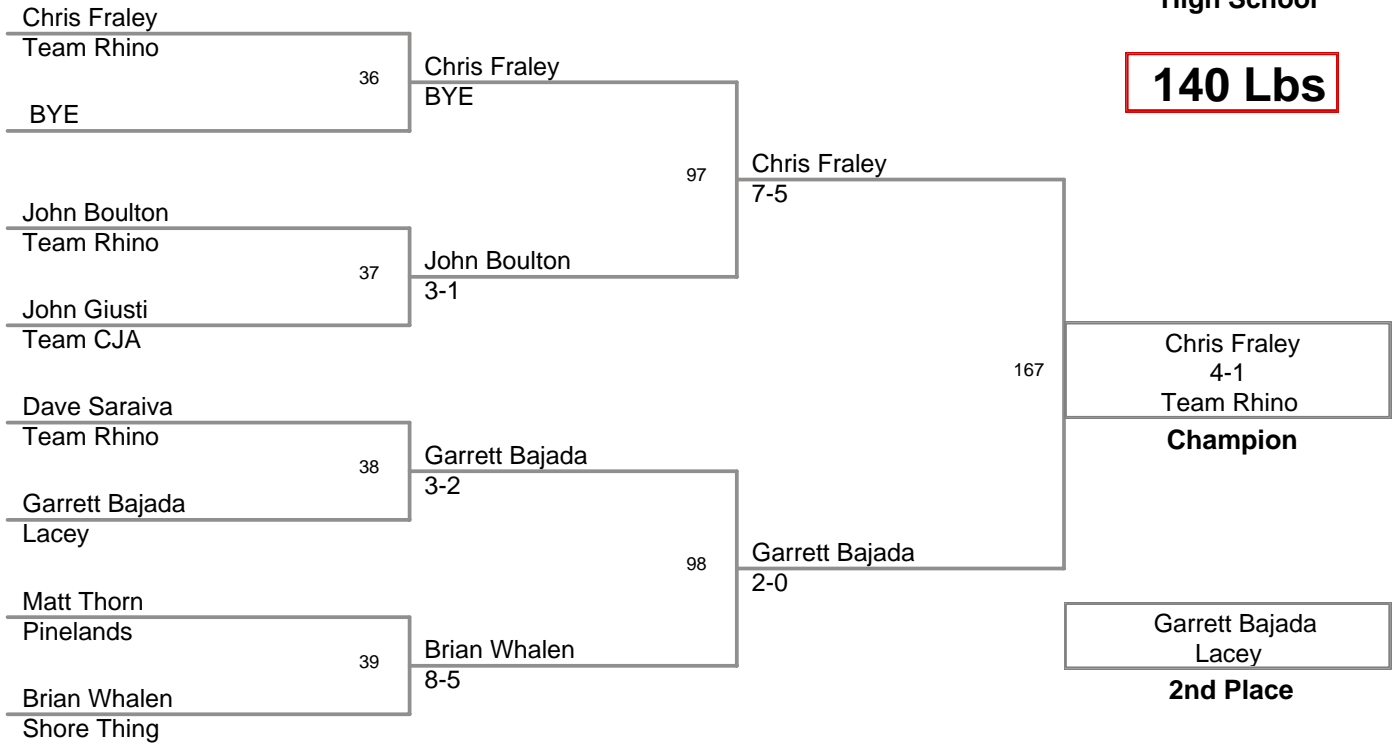 High School
140 Lbs
Chris Fraley
Team Rhino
36
BYE
John Boulton
Team Rhino
37
John Giusti
Team CJA
Dave Saraiva
Team Rhino
38
Garrett Bajada
Lacey
Matt Thorn
Pinelands
39
Brian Whalen
Shore Thing
Chris Fraley
BYE
97
John Boulton
3-1
Garrett Bajada
3-2
98
Brian Whalen
8-5
Chris Fraley
7-5
167
Garrett Bajada
2-0
Chris Fraley
4-1
Team Rhino
Champion
Garrett Bajada
Lacey
2nd Place